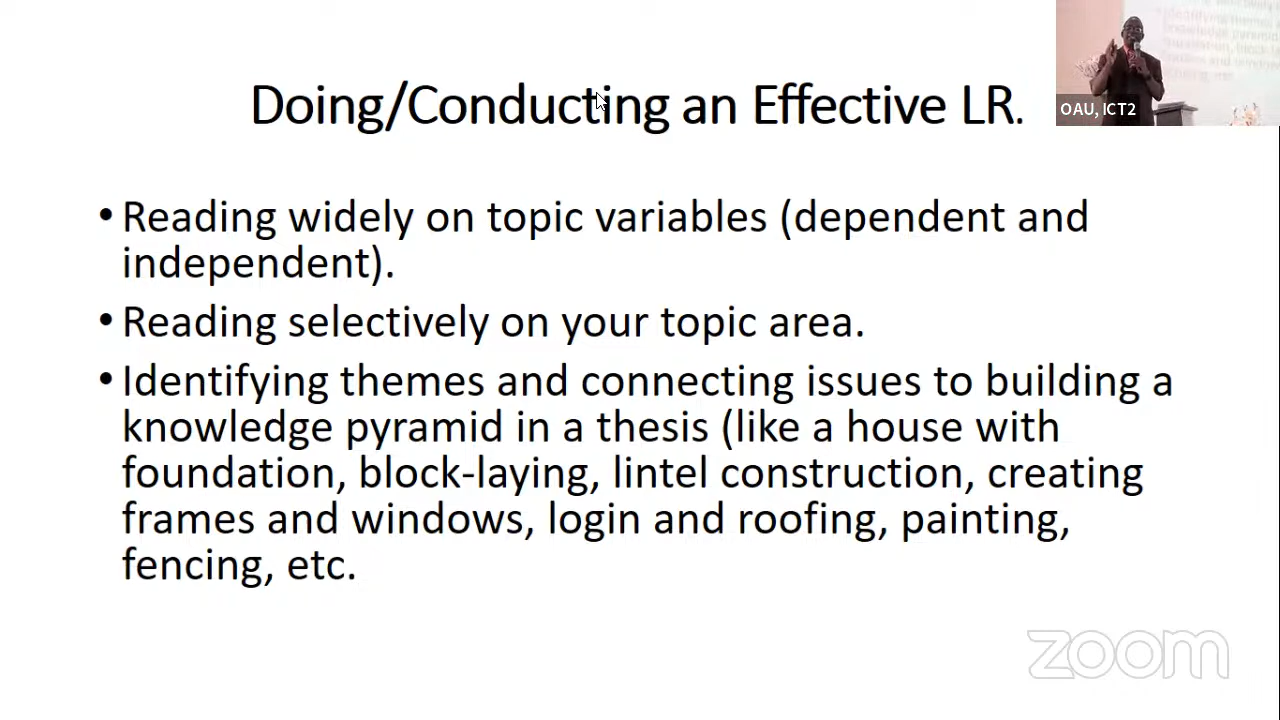 Doing/Conducting an Effective LR.
OAU, ICT2
• Reading widely on topic variables (dependent and
independent).
• Reading selectively on your topic area.
• Identifying themes and connecting issues to building a
knowledge pyramid in a thesis (like a house with
foundation, block-laying, lintel construction, creating
frames and windows, login and roofing, painting,
fencing, etc.
zoom